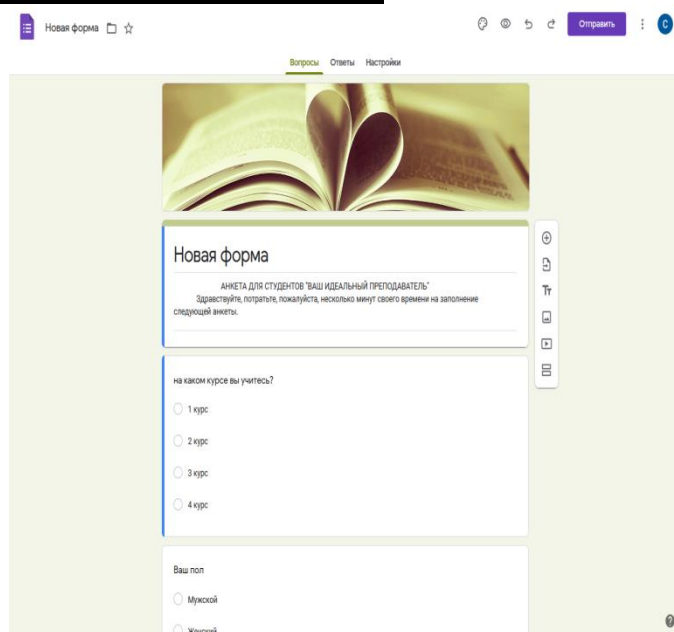 Новая форма
Отправить
С
Вопросы Ответы Настройки
Новая форма
АНКЕТА ДЛЯ СТУДЕНТОВ "ВАШ ИДЕАЛЬНЫЙ ПРЕПОДАВАТЕЛЬ"
Здравствуйте, потратьте, пожалуйста, несколько минут своего времени на заполнение
следующей анкеты.
Тт
на каком курсе вы учитесь?
1 курс
2 курс
3 курс
4 курс
Ваш пол
Мужской
Женский